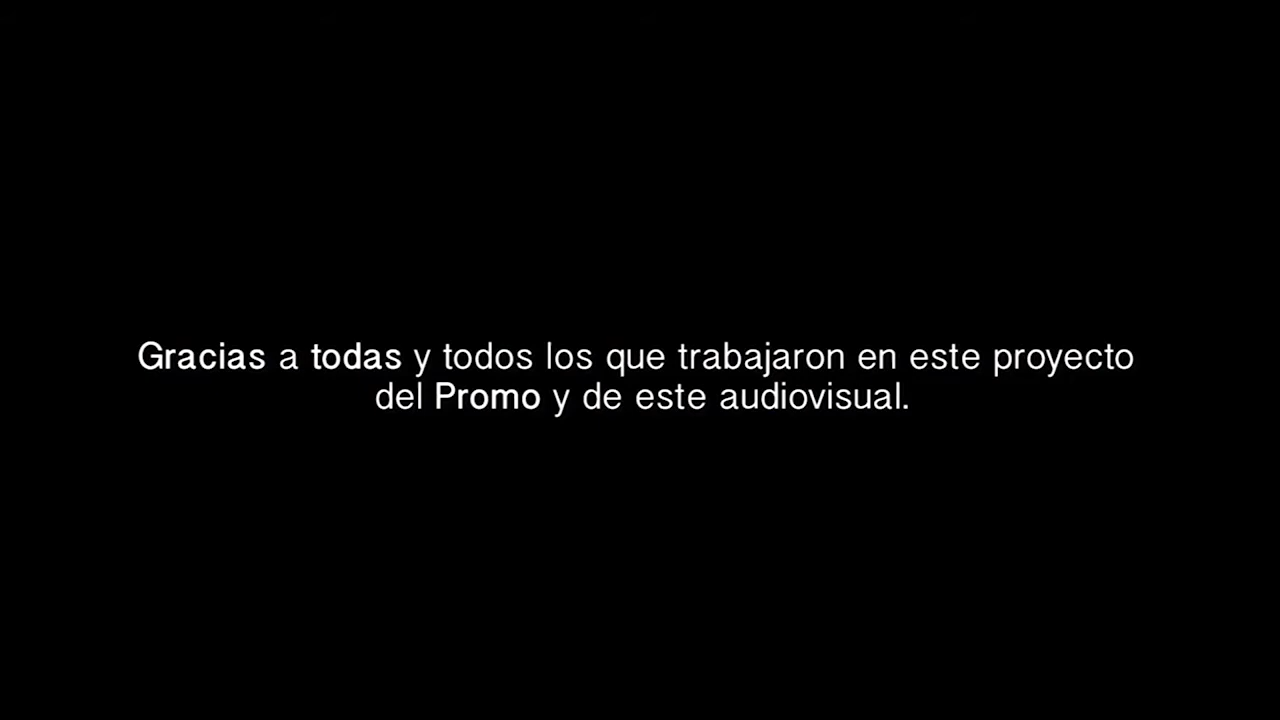 Gracias a todas y todos los que trabajaron en este proyecto
del Promo y de este audiovisual.